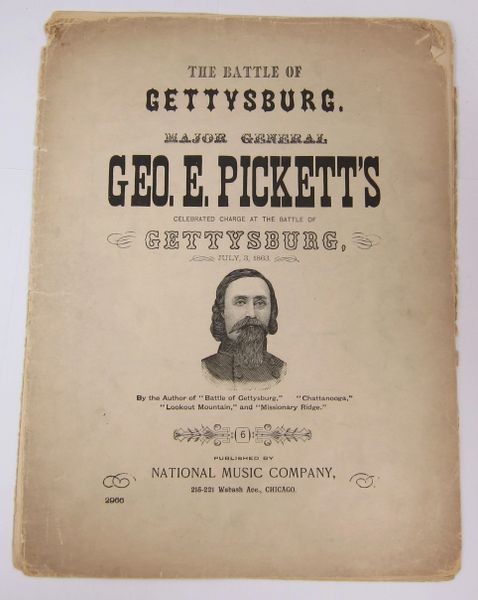 THE BATTLE OF
GETTYSBURG.
MAJOR GENERAL
GEO. E. PICKETT'S
CELEBRATED CHARGE AT THE BATTLE OF
GETTYSBURG,
JULY, 3, 1863.
By the Author of "Battle of Gettysburg," "Chattanooga,"
"Lookout Mountain," and "Missionary Ridge."
6
PUBLISHED BY
NATIONAL MUSIC COMPANY,
215-221 Wabash Ave., CHICAGO.
2966